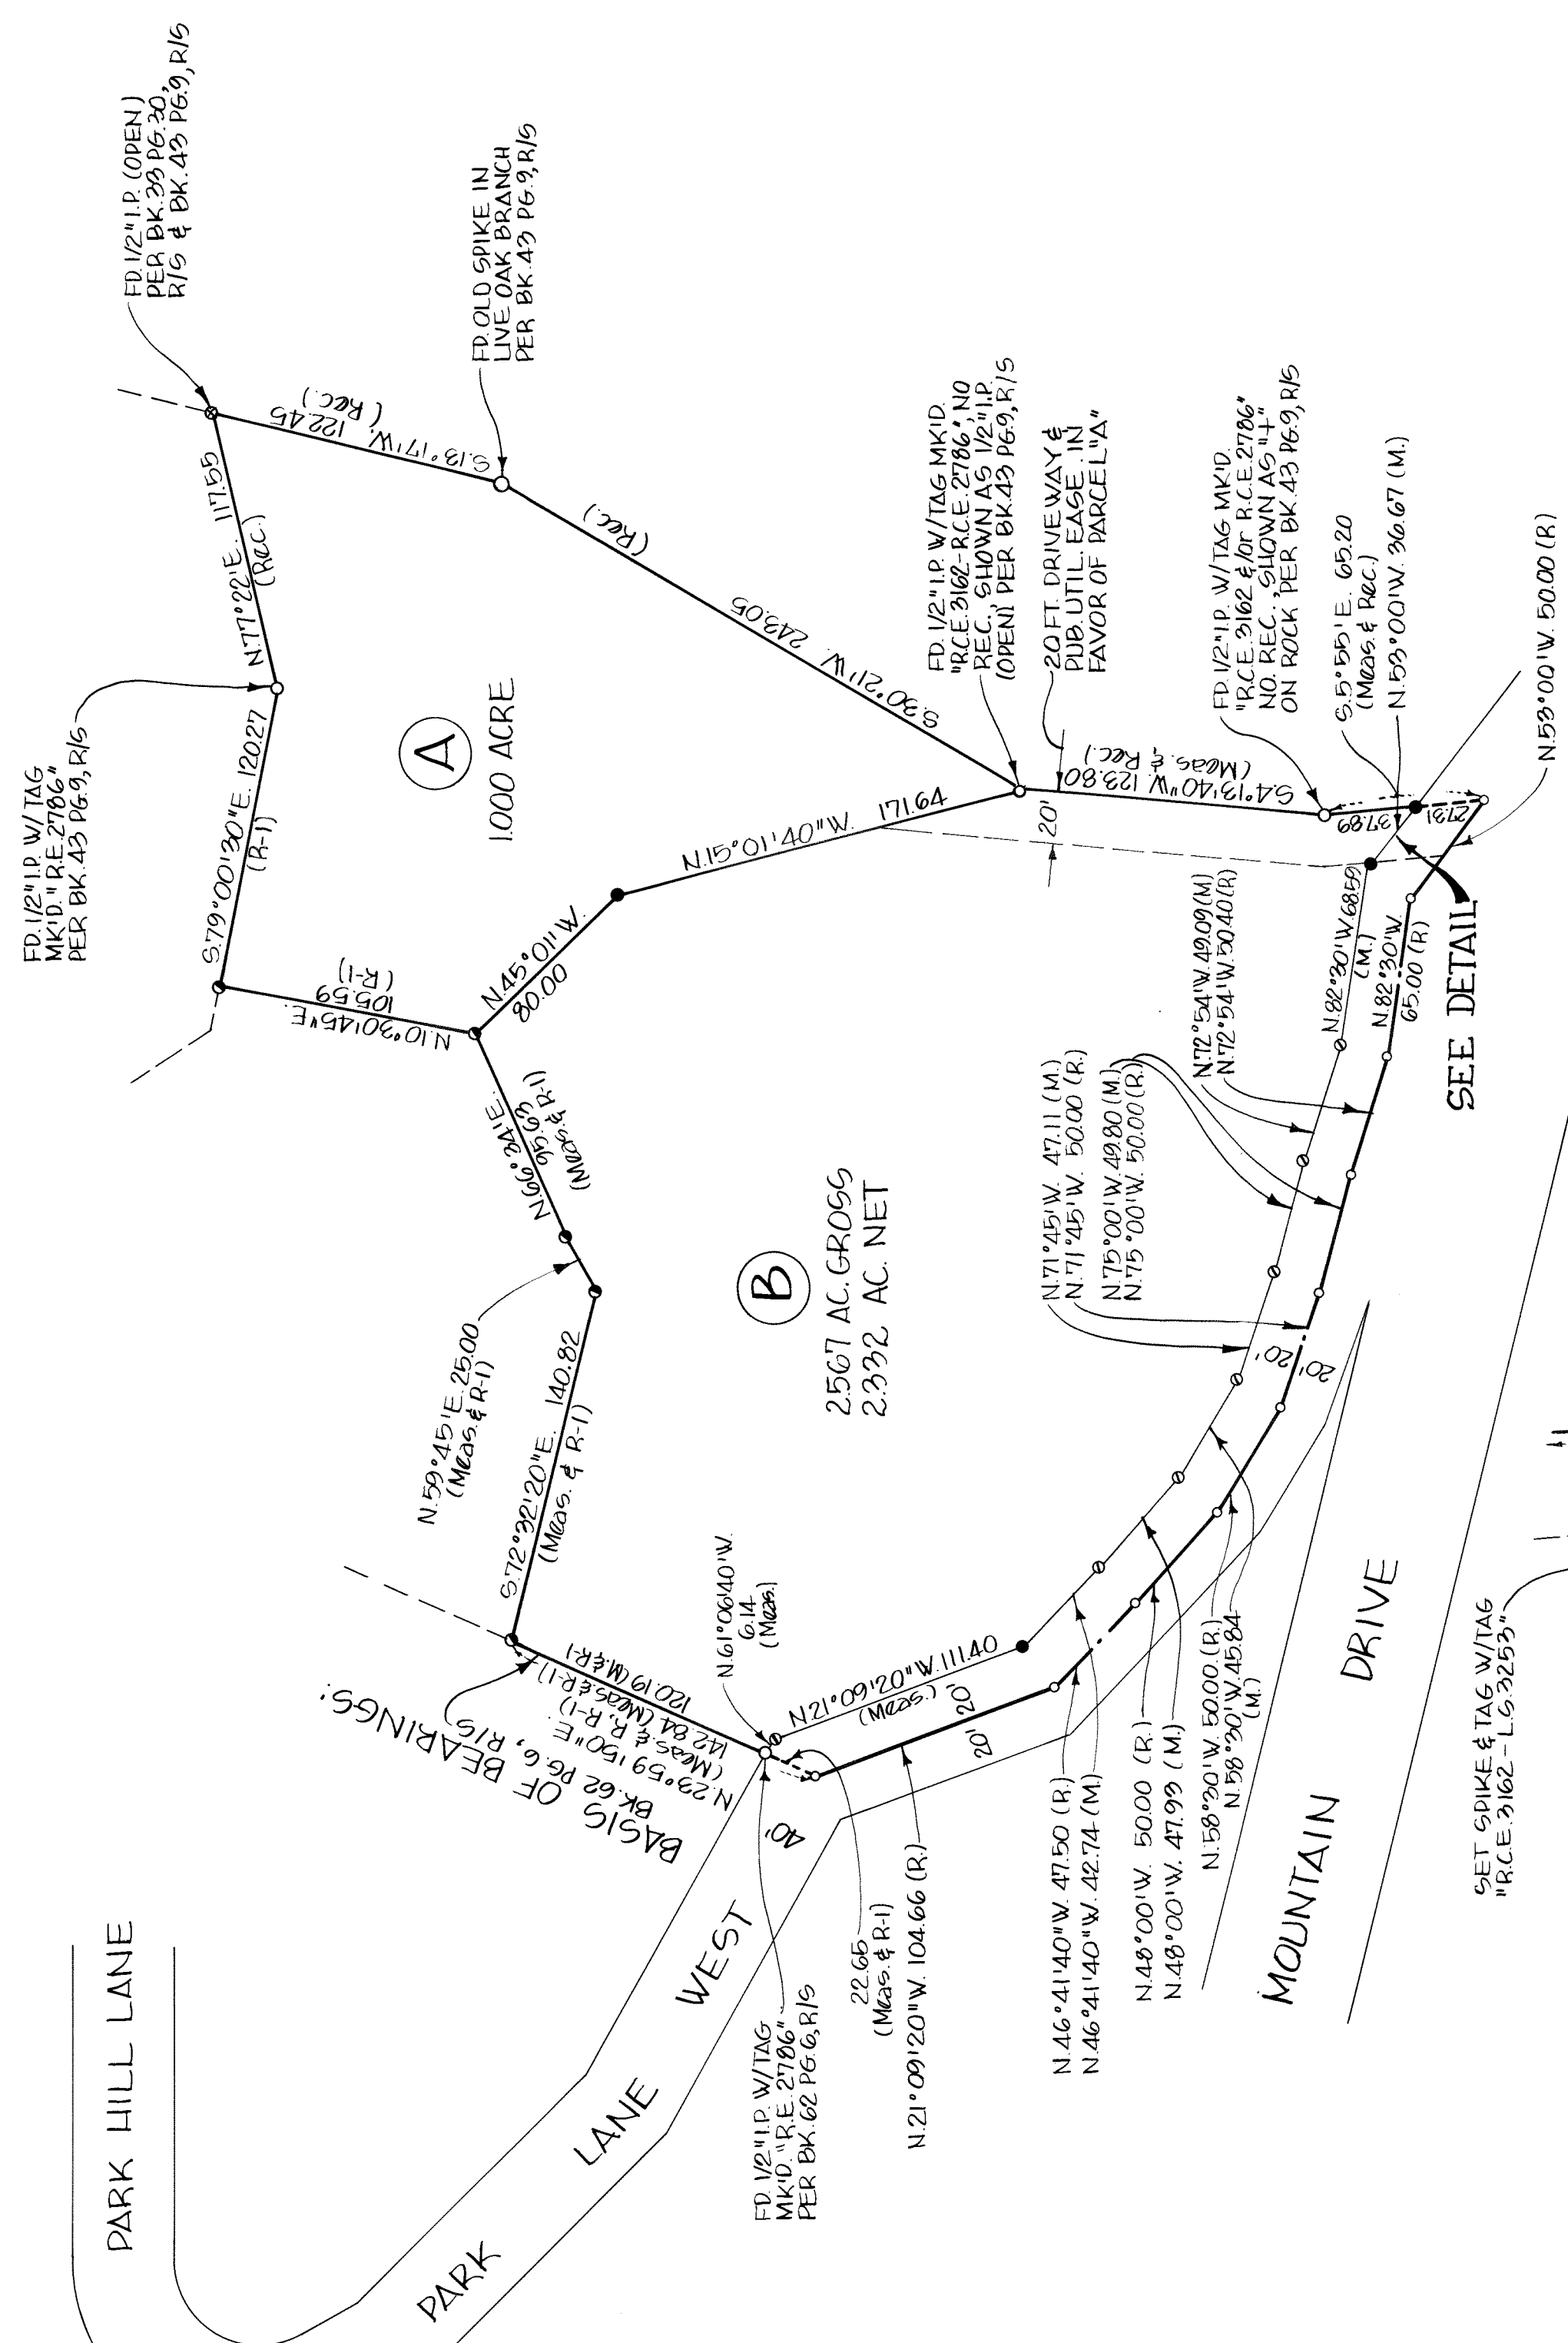 FD. 1/2" I.P. (OPEN)
PER BK.33 PG.30,
R/S & BK.43 PG.9, R/S
FD. 1/2" I.P. W/TAG
MK'D. "R.E. 2786"
PER BK.43 PG.9, R/S
FD. OLD SPIKE IN
LIVE OAK BRANCH
PER BK.43 PG.9, R/S
S.79°00'30"E. 120.27
(R-1)
N.77°22'E. 117.55
(Rec.)
S.13°17'W. 122.45
(Rec.)
A
1.000 ACRE
N.10°30'45"E.
105.59
(R-1)
N.45°01'W.
80.00
N.15°01'40"W. 171.64
S.30°21'W. 243.05
(Rec.)
FD. 1/2" I.P. W/TAG MK'D.
"R.C.E. 3162-R.C.E. 2786", NO
REC., SHOWN AS 1/2" I.P.
(OPEN) PER BK.43 PG.9, R/S
20 FT. DRIVEWAY &
PUB. UTIL. EASE. IN
FAVOR OF PARCEL "A"
S.4°13'40"W. 123.80
(Meas. & Rec.)
20'
FD. 1/2" I.P. W/TAG MK'D.
"R.C.E. 3162 &/or R.C.E. 2786"
NO. REC., SHOWN AS "+"
ON ROCK PER BK.43 PG.9, R/S
S.5°55'E. 65.20
(Meas. & Rec.)
N.53°00'W. 36.67 (M.)
37.89
27.31
N.53°00'W. 50.00 (R)
SEE DETAIL
N.82°30'W. 68.59
(M.)
N.82°30'W.
65.00 (R)
N.72°54'W. 49.09 (M)
N.72°54'W. 50.40 (R)
N.71°45'W. 47.11 (M.)
N.71°45'W. 50.00 (R.)
N.75°00'W. 49.80 (M.)
N.75°00'W. 50.00 (R.)
N.66°34'E.
95.63
(Meas. & R-1)
N.59°45'E. 25.00
(Meas. & R-1)
S.72°32'20"E. 140.82
(Meas. & R-1)
B
2.567 AC. GROSS
2.332 AC. NET
20'
20'
BASIS OF BEARINGS:
BK.62 PG.6, R/S
N.23°59'50"E.
(Meas. & R, R-1)
142.84 (Meas. & R-1)
120.19 (M. & R-1)
N.61°06'40"W.
6.14
(Meas.)
N.21°09'20"W. 111.40
(Meas.)
20'
20'
40'
22.65
(Meas. & R-1)
N.21°09'20"W. 104.66 (R.)
FD. 1/2" I.P. W/TAG
MK'D. "R.E. 2786"
PER BK.62 PG.6, R/S
N.46°41'40"W. 47.50 (R.)
N.46°41'40"W. 42.74 (M.)
N.48°00'W. 50.00 (R.)
N.48°00'W. 47.93 (M.)
N.58°30'W. 50.00 (R.)
N.58°30'W. 45.84
(M.)
PARK HILL LANE
PARK LANE WEST
MOUNTAIN DRIVE
SET SPIKE & TAG W/TAG
"R.C.E. 3162 - L.S. 3253"